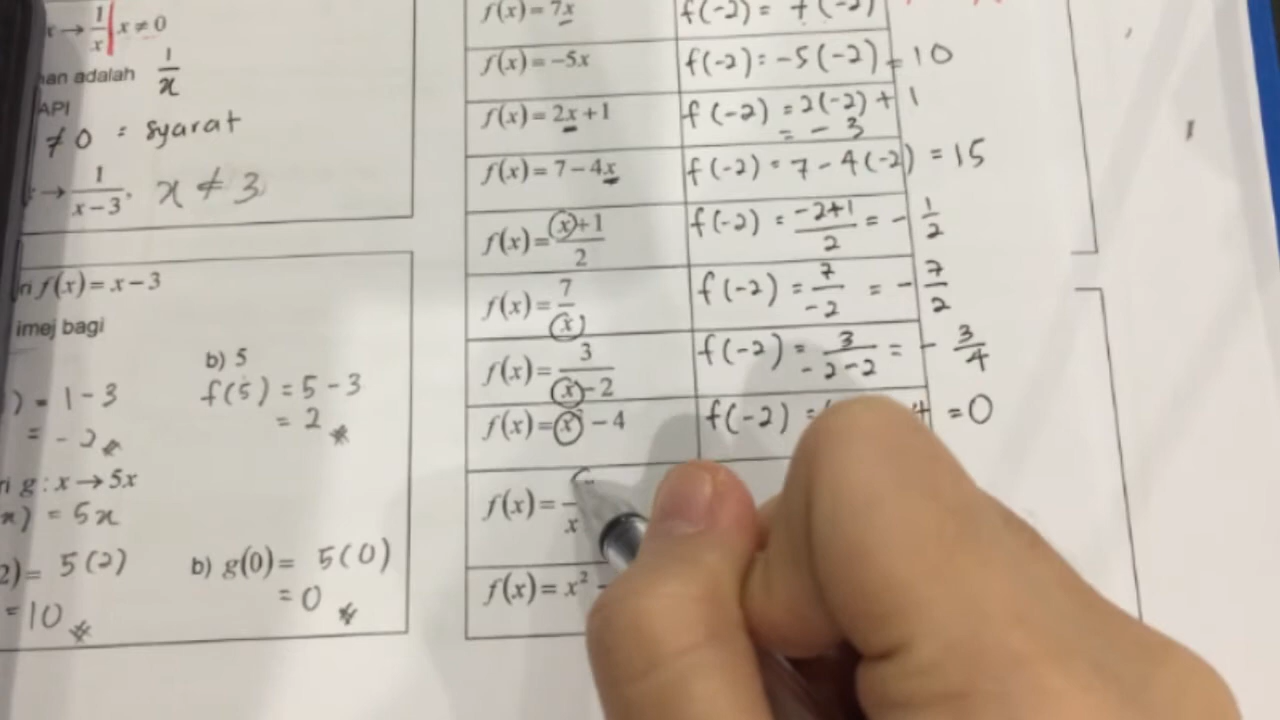 x → 1/x | x ≠ 0
adalah 1/x
API
≠ 0 = syarat
→ 1/(x−3), x ≠ 3
f(x) = x − 3
imej bagi
b) 5
) = 1 − 3
= −2
f(5) = 5 − 3
= 2
g : x → 5x
x) = 5x
2) = 5(2)
= 10
b) g(0) = 5(0)
= 0
f(x) = 7x
f(-2) = 7(-2)
f(x) = −5x
f(-2) = −5(-2) = 10
f(x) = 2x + 1
f(-2) = 2(-2) + 1
= −3
f(x) = 7 − 4x
f(-2) = 7 − 4(-2) = 15
f(x) = (x+1)/2
f(-2) = (−2+1)/2 = −1/2
f(x) = 7/x
f(-2) = 7/−2 = −7/2
f(x) = 3/(x−2)
f(-2) = 3/(−2−2) = −3/4
f(x) = x − 4
f(-2) = 4 = 0
f(x) = x
f(x) = x²